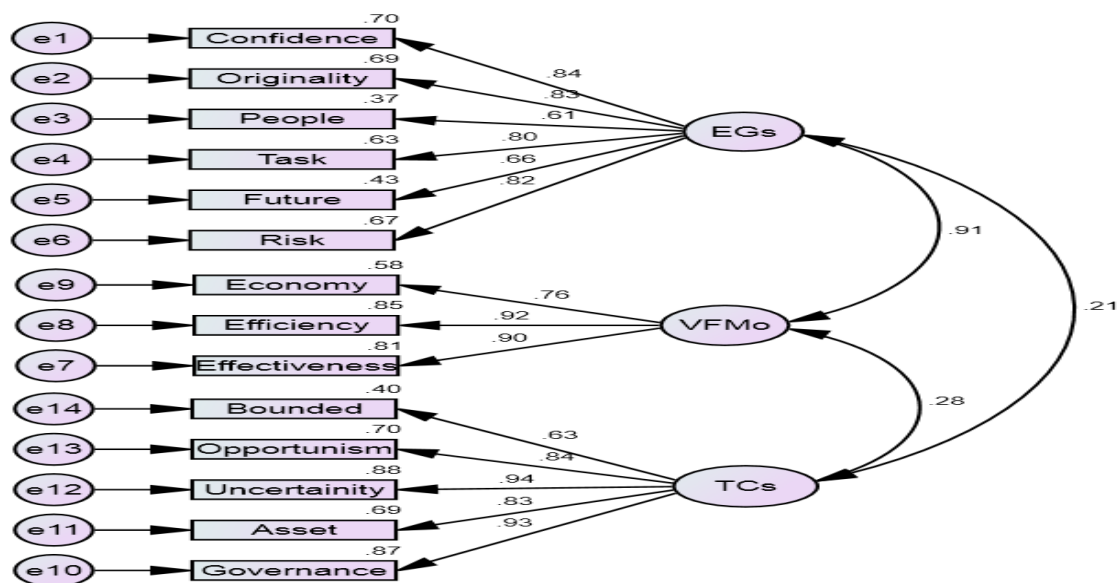 .70
e1 Confidence
.69
.84
e2 Originality
.83
.37
.61
e3 People
EGs
.63
.80
e4 Task
.66
.43
.82
e5 Future
.67
e6 Risk
.91
.58
e9 Economy
.76
.85
.21
.92
e8 Efficiency
VFMo
.81
.90
e7 Effectiveness
.40
e14 Bounded
.28
.70
.63
e13 Opportunism
.84
.88
.94
e12 Uncertainity
TCs
.69
.83
e11 Asset
.93
.87
e10 Governance